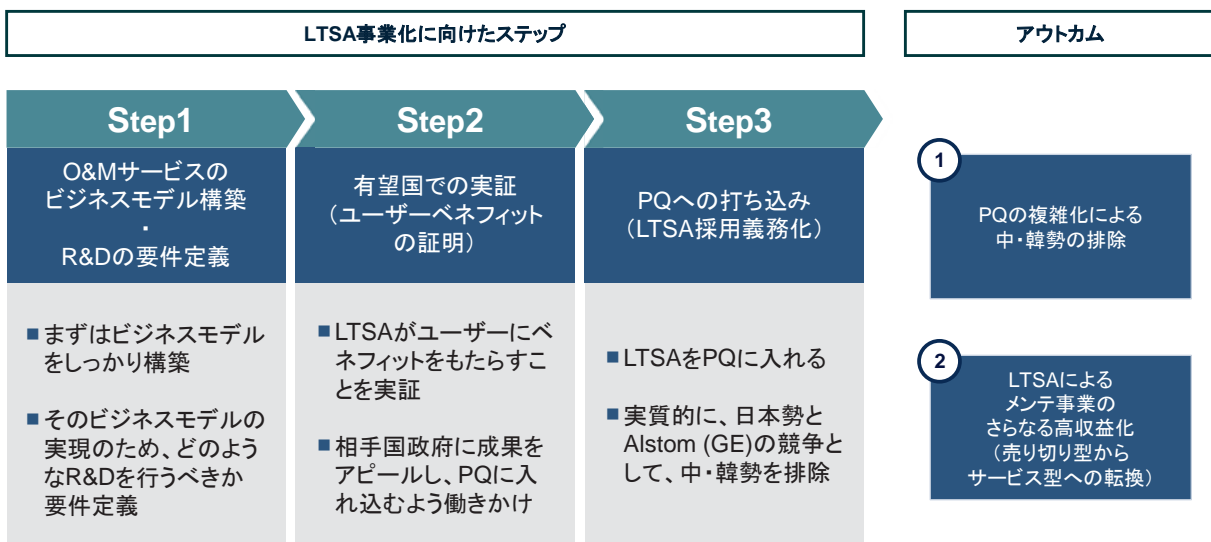 LTSA事業化に向けたステップ
アウトカム
Step1
Step2
Step3
O&Mサービスの
ビジネスモデル構築
・
R&Dの要件定義
有望国での実証
（ユーザーベネフィット
の証明）
PQへの打ち込み
（LTSA採用義務化）
■まずはビジネスモデル
をしっかり構築
■そのビジネスモデルの
実現のため、どのよう
なR&Dを行うべきか
要件定義
■LTSAがユーザーにベ
ネフィットをもたらすこ
とを実証
■相手国政府に成果を
アピールし、PQに入
れ込むよう働きかけ
■LTSAをPQに入れる
■実質的に、日本勢と
Alstom (GE)の競争と
して、中・韓勢を排除
1
PQの複雑化による
中・韓勢の排除
2
LTSAによる
メンテ事業の
さらなる高収益化
（売り切り型から
サービス型への転換）